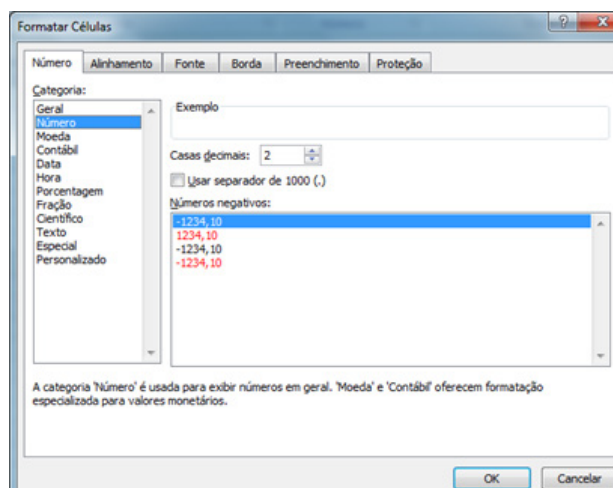 Formatar Células
Número Alinhamento Fonte Borda Preenchimento Proteção
Categoria:
Geral
Número
Moeda
Contábil
Data
Hora
Porcentagem
Fração
Científico
Texto
Especial
Personalizado
Exemplo
Casas decimais: 2
Usar separador de 1000 (.)
Números negativos:
-1234,10
1234,10
-1234,10
-1234,10
A categoria 'Número' é usada para exibir números em geral. 'Moeda' e 'Contábil' oferecem formatação
especializada para valores monetários.
OK Cancelar